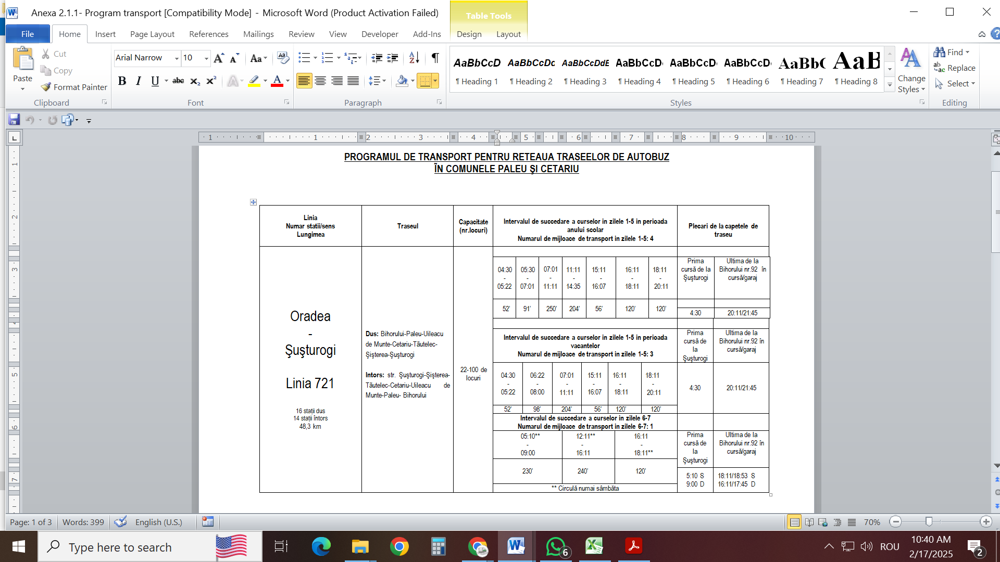 Anexa 2.1.1- Program transport [Compatibility Mode] - Microsoft Word (Product Activation Failed)
Table Tools
File Home Insert Page Layout References Mailings Review View Developer Add-Ins Design Layout
Paste
Cut
Copy
Format Painter
Clipboard
Arial Narrow 10
Font
Paragraph
AaBbCcD AaBbCcDc AaBbCcDdE AaBbCcD AaBbCcD AaBbCcD AaBbC AaB
¶ Heading 1 ¶ Heading 2 ¶ Heading 3 ¶ Heading 4 ¶ Heading 5 ¶ Heading 6 ¶ Heading 7 ¶ Heading 8
Styles
Change Styles
Find
Replace
Select
Editing
PROGRAMUL DE TRANSPORT PENTRU RETEAUA TRASEELOR DE AUTOBUZ
ÎN COMUNELE PALEU ŞI CETARIU
Linia
Numar statii/sens
Lungimea
Traseul
Capacitate
(nr.locuri)
Intervalul de succedare a curselor in zilele 1-5 in perioada
anului scolar
Numarul de mijloace de transport in zilele 1-5: 4
Plecari de la capetele de
traseu
Oradea
-
Şuşturogi
Linia 721
16 stații dus
14 stații întors
48,3 km
Dus: Bihorului-Paleu-Uileacu
de Munte-Cetariu-Tăutelec-
Şişterea-Şuşturogi
Intors: str. Şuşturogi-Şişterea-
Tăutelec-Cetariu-Uileacu de
Munte-Paleu- Bihorului
22-100 de
locuri
04:30 05:30 07:01 11:11 15:11 16:11 18:11
- - - - - - -
05:22 07:01 11:11 14:35 16:07 18:11 20:11
52' 91' 250' 204' 56' 120' 120'
Prima
cursă de la
Şuşturogi
Ultima de la
Bihorului nr.92 în
cursă/garaj
4:30 20:11/21:45
Intervalul de succedare a curselor in zilele 1-5 in perioada
vacantelor
Numarul de mijloace de transport in zilele 1-5: 3
Prima
cursă de
la
Şuşturogi
Ultima de la
Bihorului nr.92 în
cursă/garaj
04:30 06:22 07:01 15:11 16:11 18:11
- - - - - -
05:22 08:00 11:11 16:07 18:11 20:11
4:30 20:11/21:45
52' 98' 204' 56' 120' 120'
Intervalul de succedare a curselor in zilele 6-7
Numarul de mijloace de transport in zilele 6-7: 1
05:10** 12:11** 16:11
- - -
09:00 16:11 18:11**
Prima
cursă de
la
Şuşturogi
Ultima de la
Bihorului nr.92 în
cursă/garaj
230' 240' 120'
5:10 S 18:11/18:53 S
9:00 D 16:11/17:45 D
** Circulă numai sâmbăta
Page: 1 of 3 Words: 399 English (U.S.) 70%
Type here to search
6
ROU
10:40 AM
2/17/2025
2